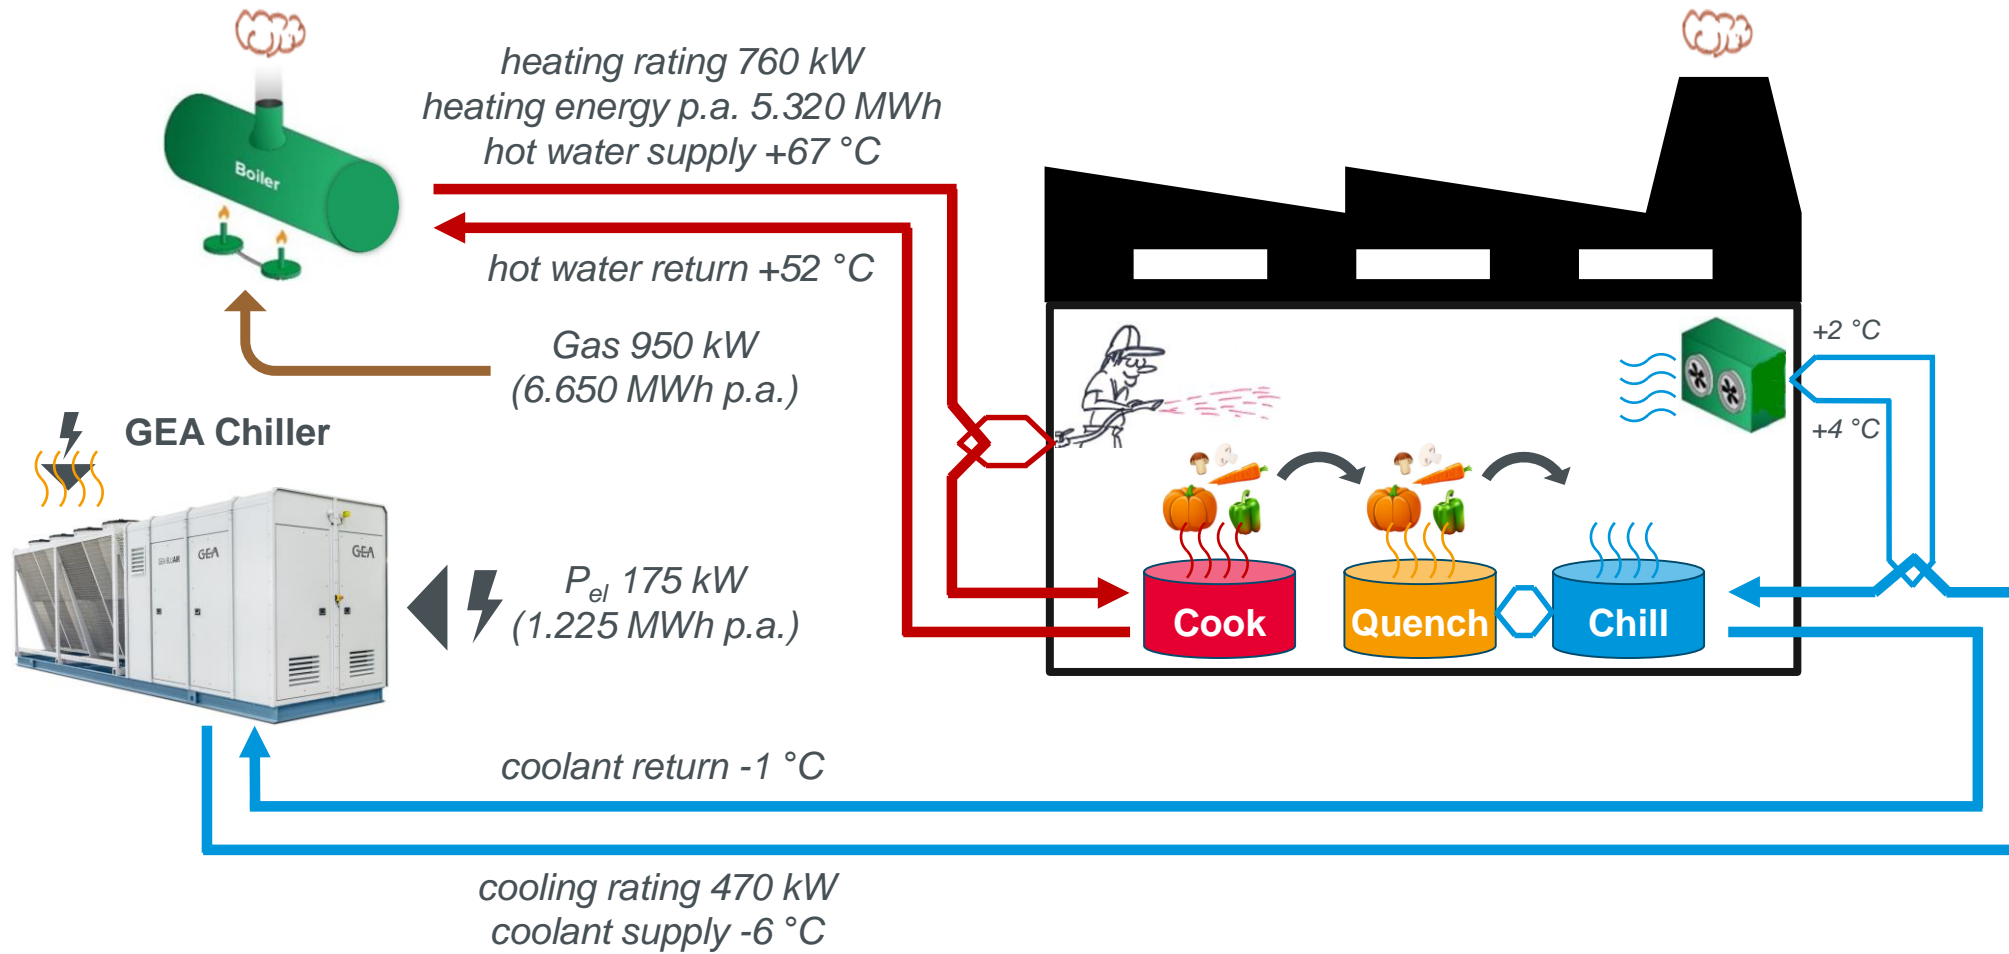 heating rating 760 kW
heating energy p.a. 5.320 MWh
hot water supply +67 °C
Boiler
hot water return +52 °C
Gas 950 kW
(6.650 MWh p.a.)
+2 °C
+4 °C
GEA Chiller
GEA BLUAIR
GEA
GEA
Pel 175 kW
(1.225 MWh p.a.)
Cook
Quench
Chill
coolant return -1 °C
cooling rating 470 kW
coolant supply -6 °C